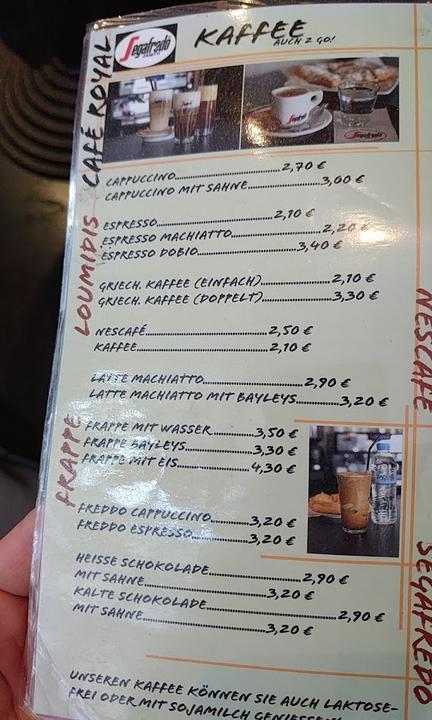 Segafredo
KAFFEE
AUCH 2 GO!
CAFÉ ROYAL
LOUMIDIS
FRAPPE
CAPPUCCINO 2,70 €
CAPPUCCINO MIT SAHNE 3,00 €
ESPRESSO 2,10 €
ESPRESSO MACHIATTO 2,20 €
ESPRESSO DOBIO 3,40 €
GRIECH. KAFFEE (EINFACH) 2,10 €
GRIECH. KAFFEE (DOPPELT) 3,30 €
NESCAFÉ 2,50 €
KAFFEE 2,10 €
LATTE MACHIATTO 2,90 €
LATTE MACHIATTO MIT BAYLEYS 3,20 €
FRAPPE MIT WASSER 3,50 €
FRAPPE BAYLEYS 3,30 €
FRAPPE MIT EIS 4,30 €
FREDDO CAPPUCCINO 3,20 €
FREDDO ESPRESSO 3,20 €
HEISSE SCHOKOLADE 2,90 €
MIT SAHNE 3,20 €
KALTE SCHOKOLADE 2,90 €
MIT SAHNE 3,20 €
UNSEREN KAFFEE KÖNNEN SIE AUCH LAKTOSE-
FREI ODER MIT SOJAMILCH GENIESSEN
NESCAFÉ
SEGAFREDO